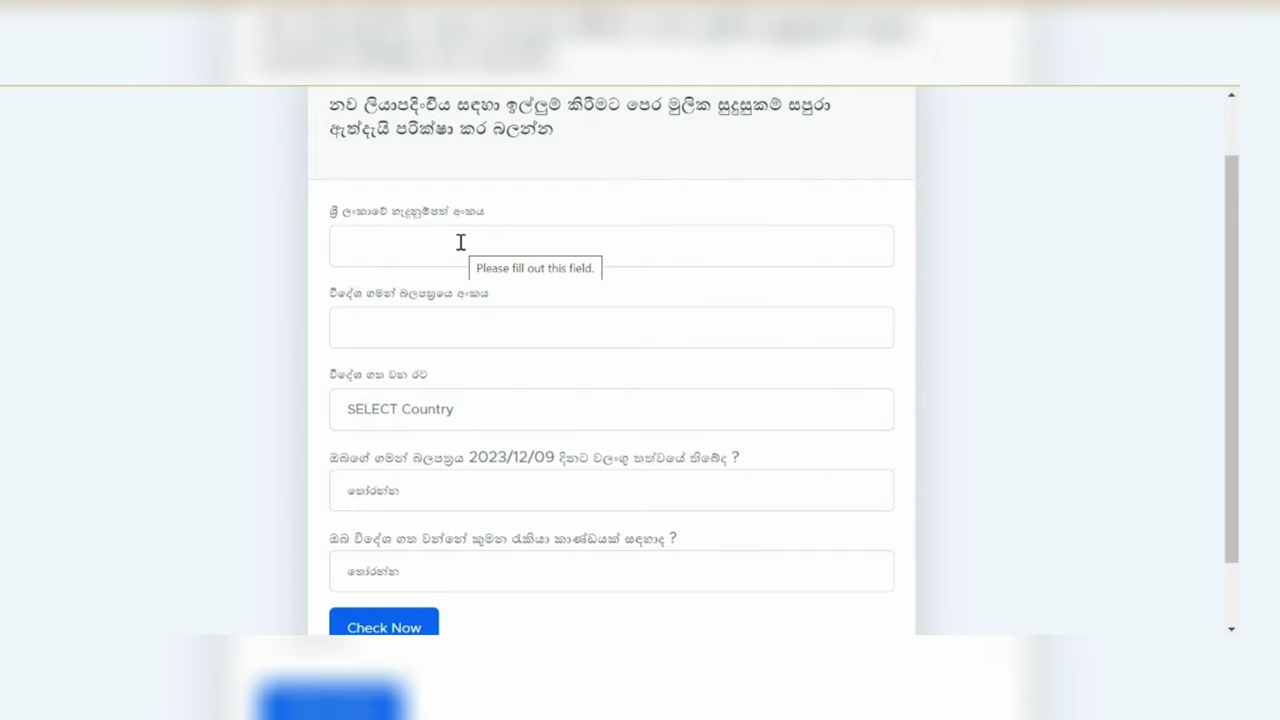 නව ලියාපදිංචිය සඳහා ඉල්ලුම් කිරීමට පෙර මූලික සුදුසුකම් සපුරා
ඇත්දැයි පරීක්ෂා කර බලන්න
ශ්‍රී ලංකාවේ හැදුනුම්පත් අංකය
Please fill out this field.
විදේශ ගමන් බලපත්‍රයෙ අංකය
විදේශ ගත වන රට
SELECT Country
ඔබගේ ගමන් බලපත්‍රය 2023/12/09 දිනට වලංගු තත්වයේ තිබේද ?
තෝරන්න
ඔබ විදේශ ගත වන්නේ කුමන රැකියා කාණ්ඩයක් සඳහාද ?
තෝරන්න
Check Now